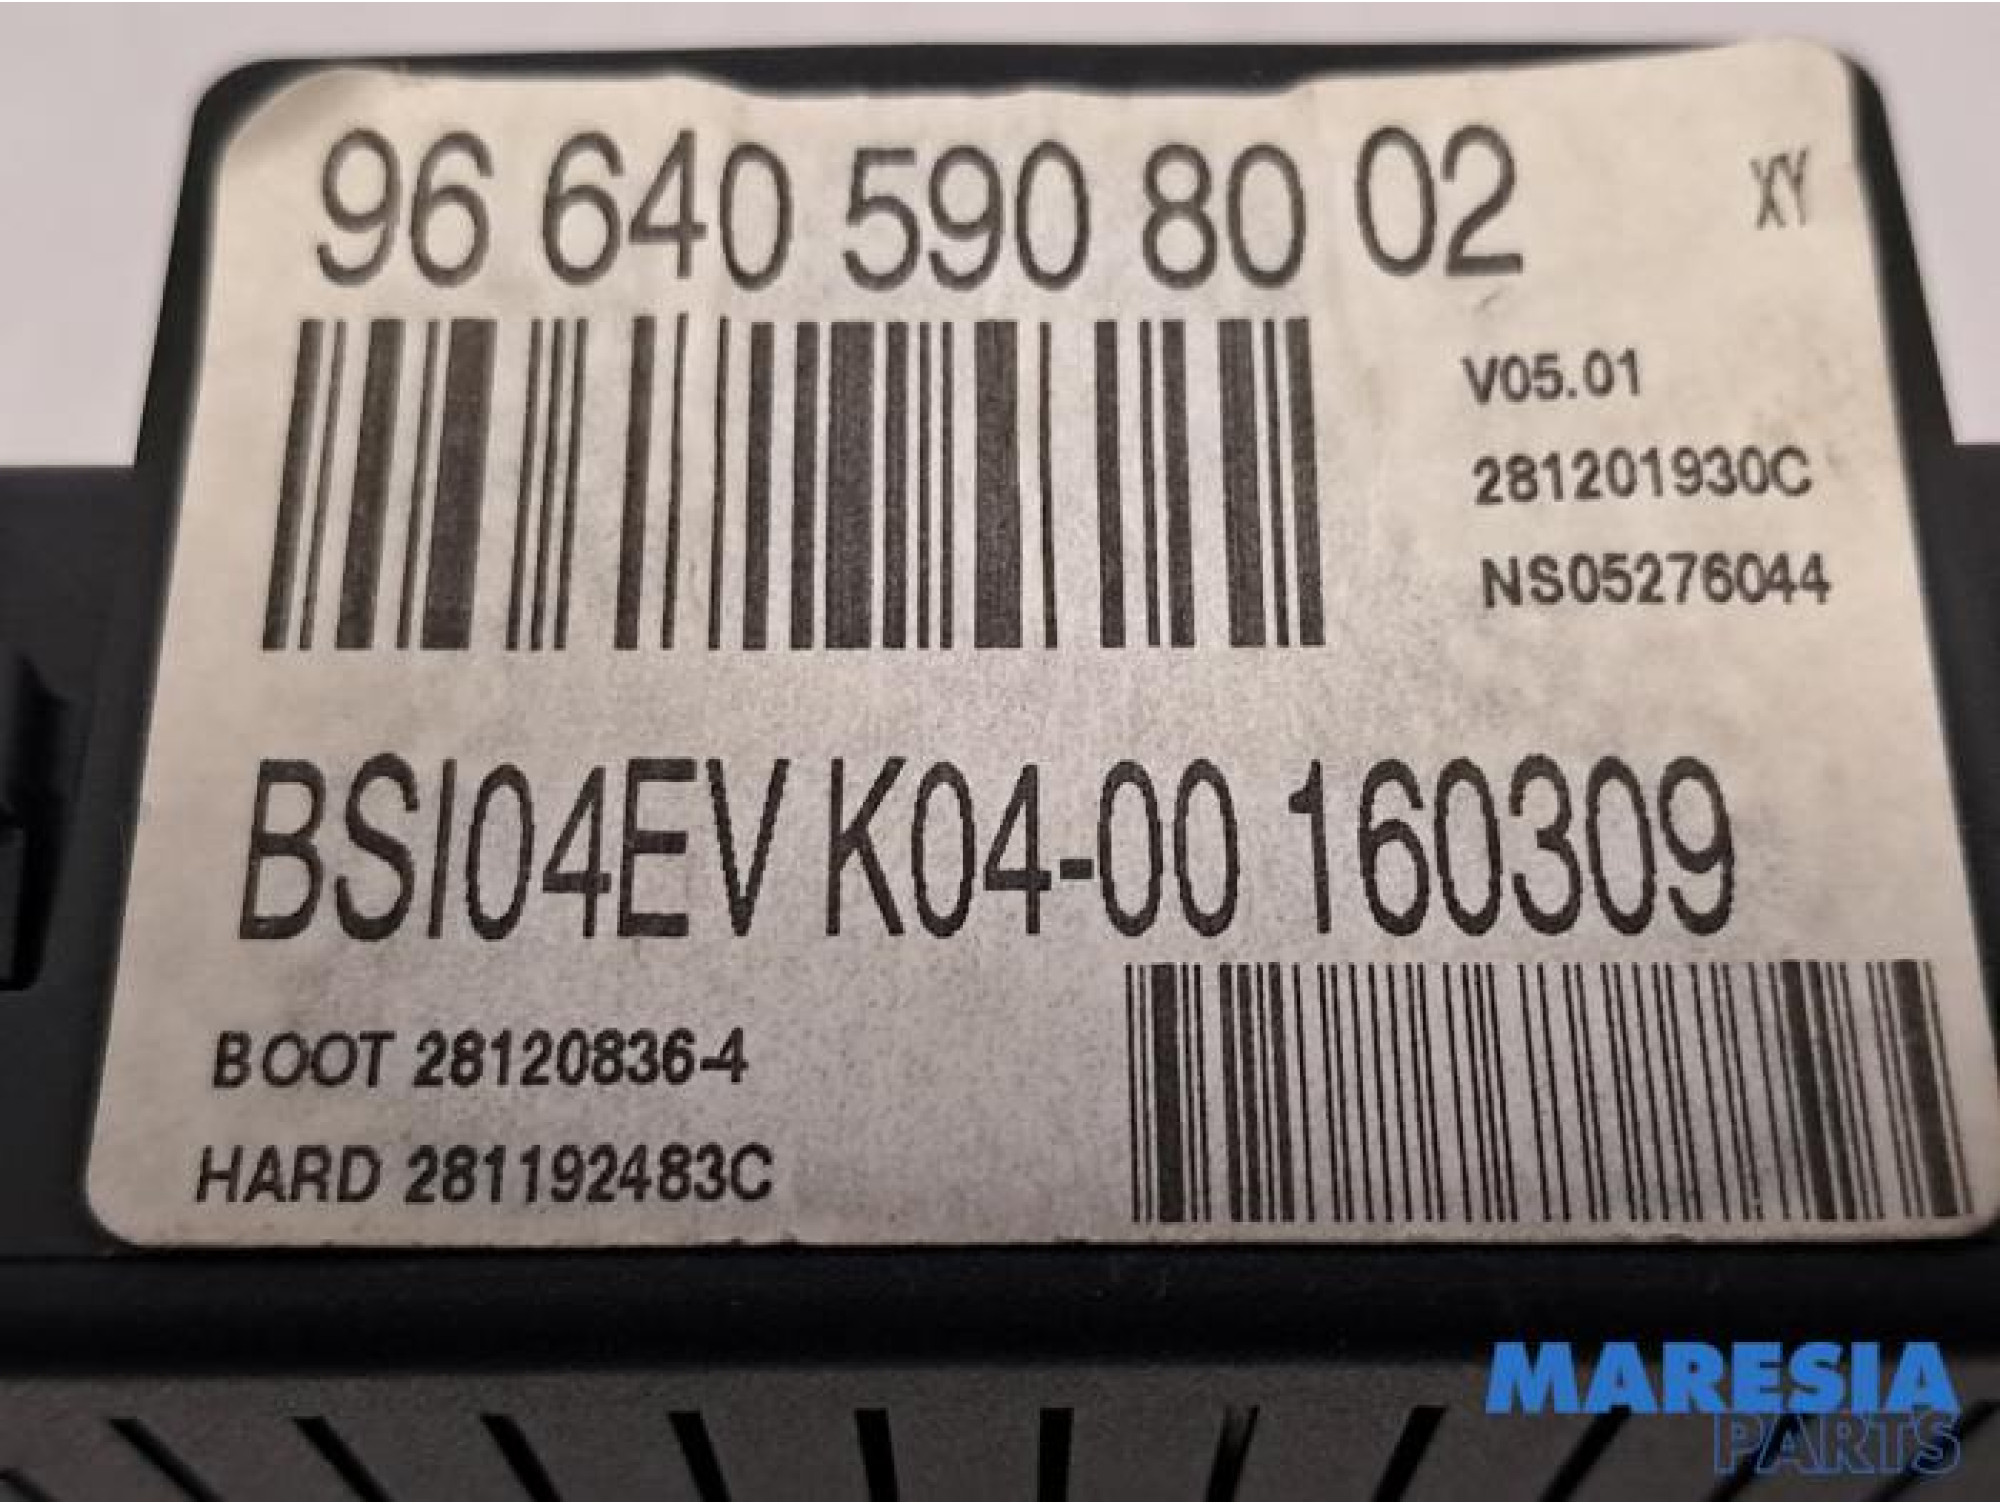 96 640 590 80 02
XY
V05.01
281201930C
NS05276044
BSI04EV K04-00 160309
BOOT 28120836-4
HARD 281192483C
MARESIA
PARTS